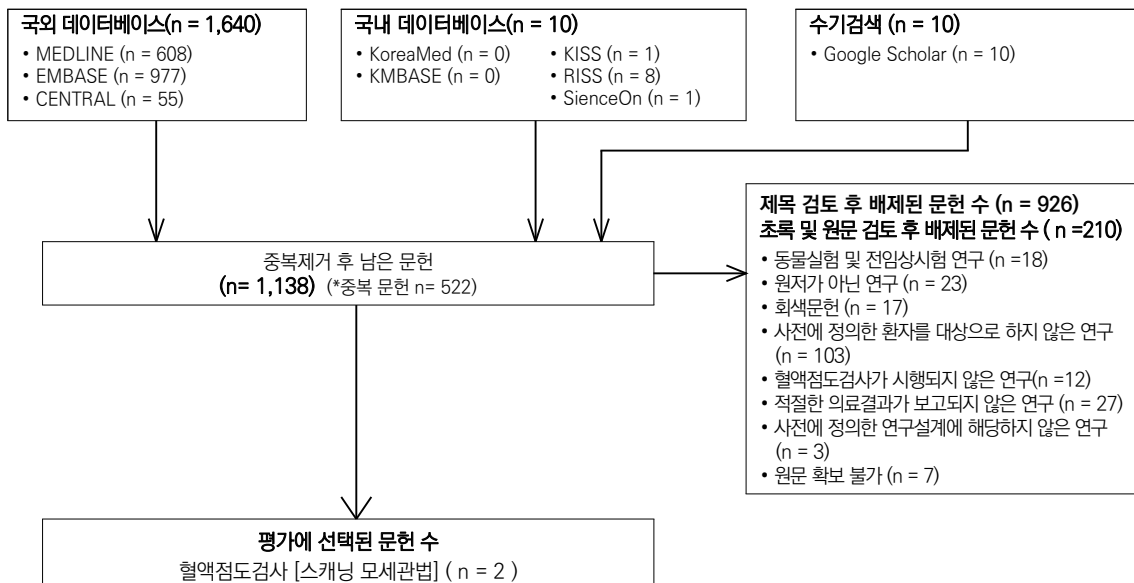 국외 데이터베이스(n = 1,640)
• MEDLINE (n = 608)
• EMBASE (n = 977)
• CENTRAL (n = 55)
국내 데이터베이스(n = 10)
• KoreaMed (n = 0)
• KMBASE (n = 0)
• KISS (n = 1)
• RISS (n = 8)
• SienceOn (n = 1)
수기검색 (n = 10)
• Google Scholar (n = 10)
중복제거 후 남은 문헌
(n= 1,138) (*중복 문헌 n= 522)
제목 검토 후 배제된 문헌 수 (n = 926)
초록 및 원문 검토 후 배제된 문헌 수 ( n =210)
• 동물실험 및 전임상시험 연구 (n =18)
• 원저가 아닌 연구 (n = 23)
• 회색문헌 (n = 17)
• 사전에 정의한 환자를 대상으로 하지 않은 연구
(n = 103)
• 혈액점도검사가 시행되지 않은 연구(n =12)
• 적절한 의료결과가 보고되지 않은 연구 (n = 27)
• 사전에 정의한 연구설계에 해당하지 않은 연구
(n = 3)
• 원문 확보 불가 (n = 7)
평가에 선택된 문헌 수
혈액점도검사 [스캐닝 모세관법] ( n = 2 )